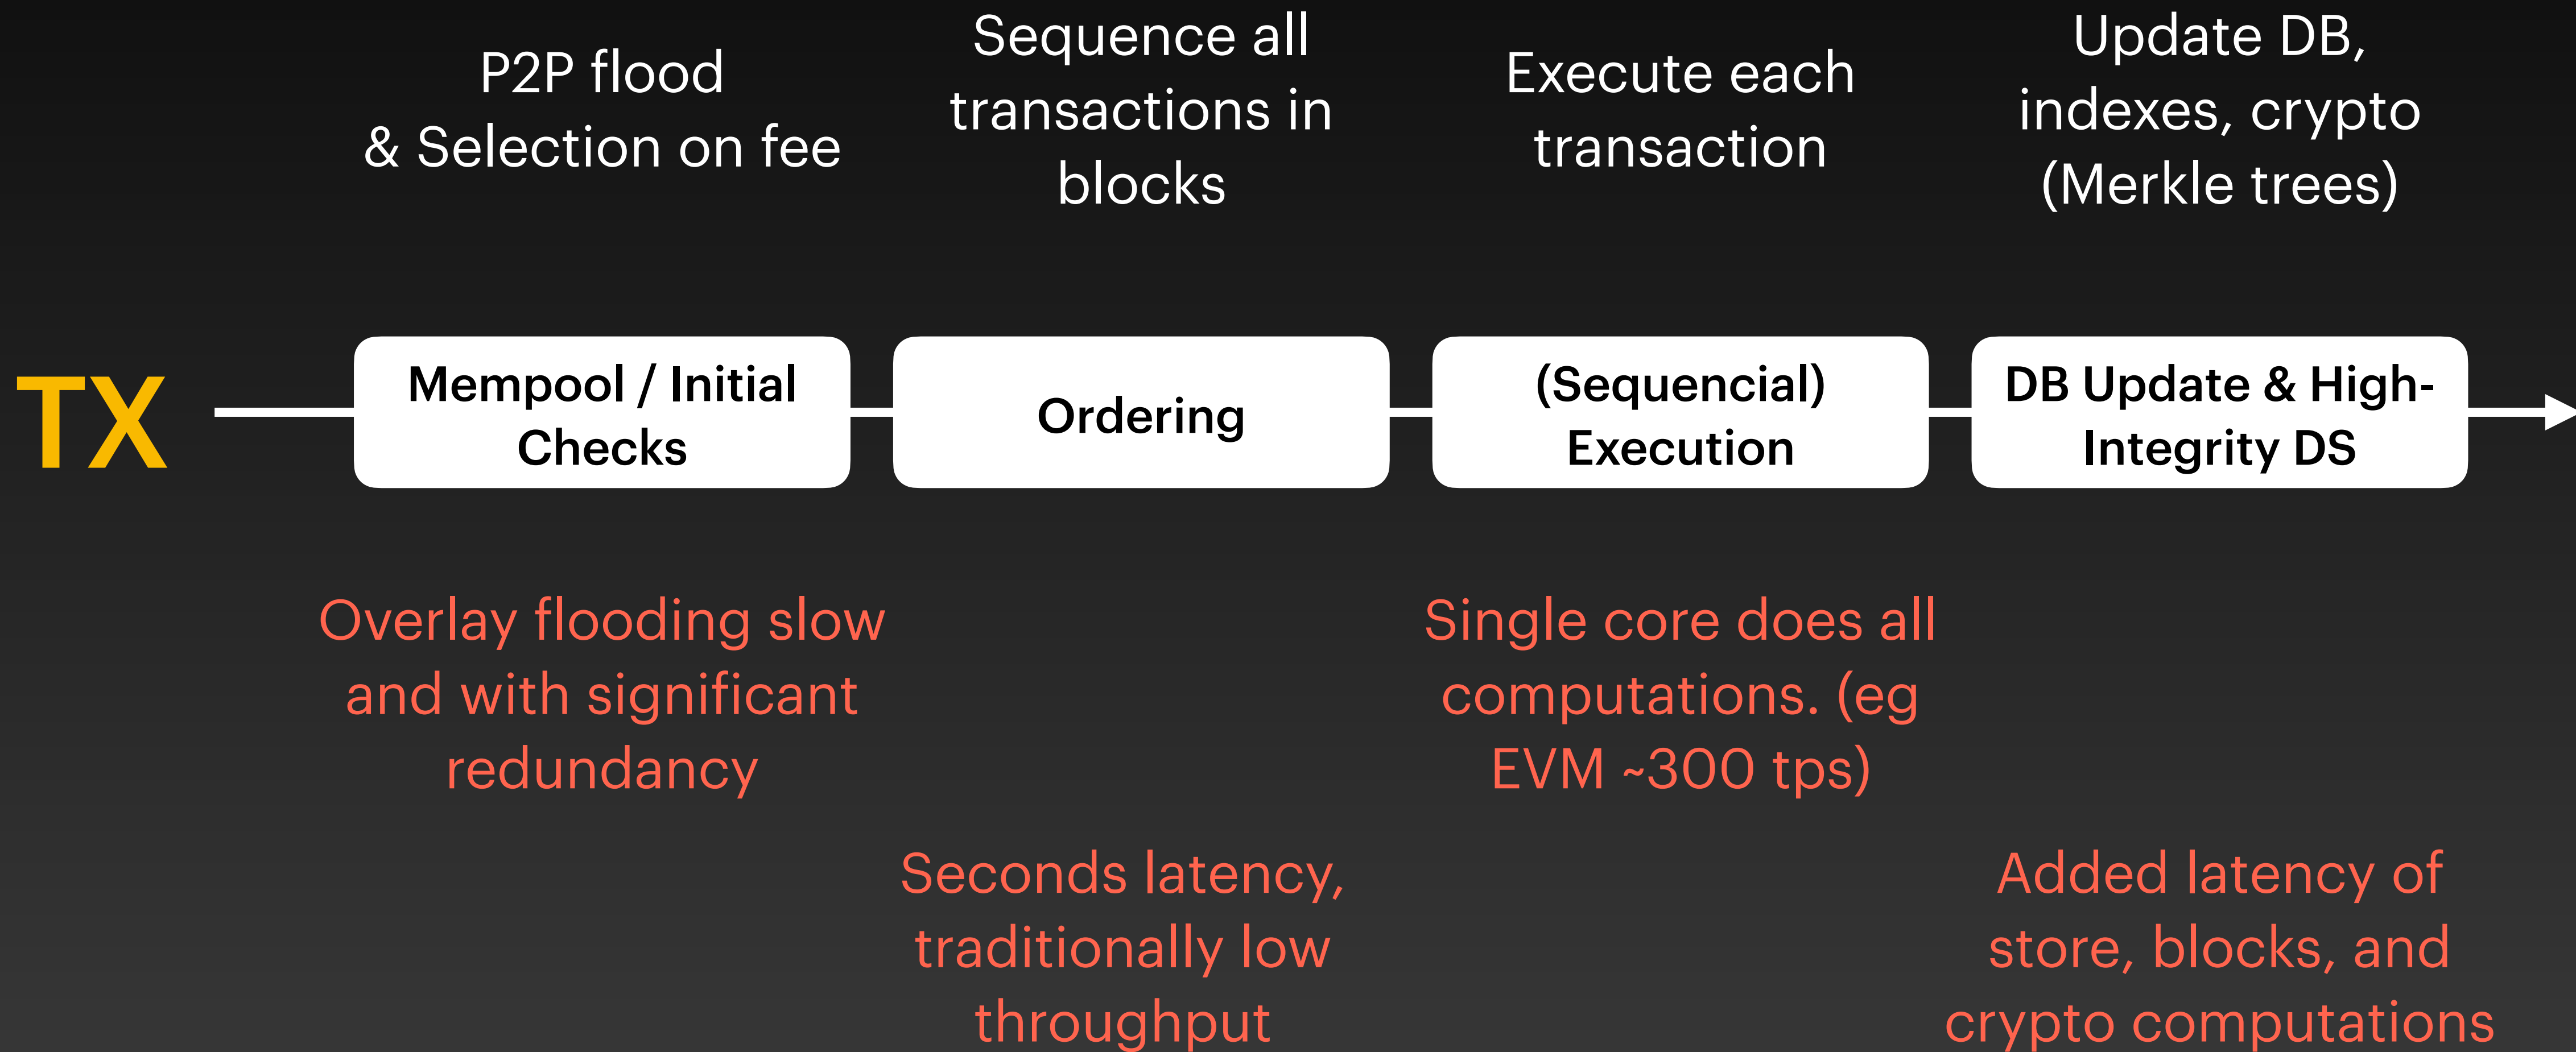 P2P flood
& Selection on fee
Sequence all
transactions in
blocks
Execute each
transaction
Update DB,
indexes, crypto
(Merkle trees)
TX
Mempool / Initial
Checks
Ordering
(Sequencial)
Execution
DB Update & High-
Integrity DS
Overlay flooding slow
and with significant
redundancy
Seconds latency,
traditionally low
throughput
Single core does all
computations. (eg
EVM ~300 tps)
Added latency of
store, blocks, and
crypto computations